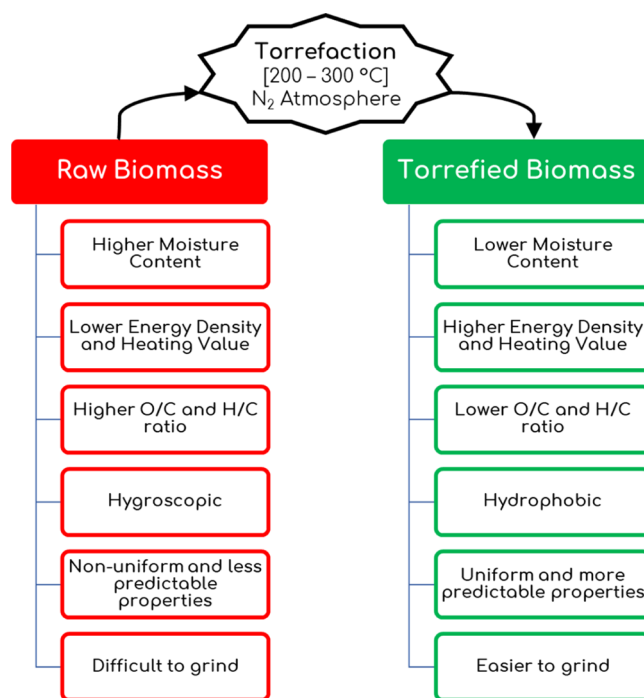 Torrefaction
[200 – 300 ºC]
N₂ Atmosphere
Raw Biomass
Higher Moisture
Content
Lower Energy Density
and Heating Value
Higher O/C and H/C
ratio
Hygroscopic
Non-uniform and less
predictable
properties
Difficult to grind
Torrefied Biomass
Lower Moisture
Content
Higher Energy Density
and Heating Value
Lower O/C and H/C
ratio
Hydrophobic
Uniform and more
predictable properties
Easier to grind